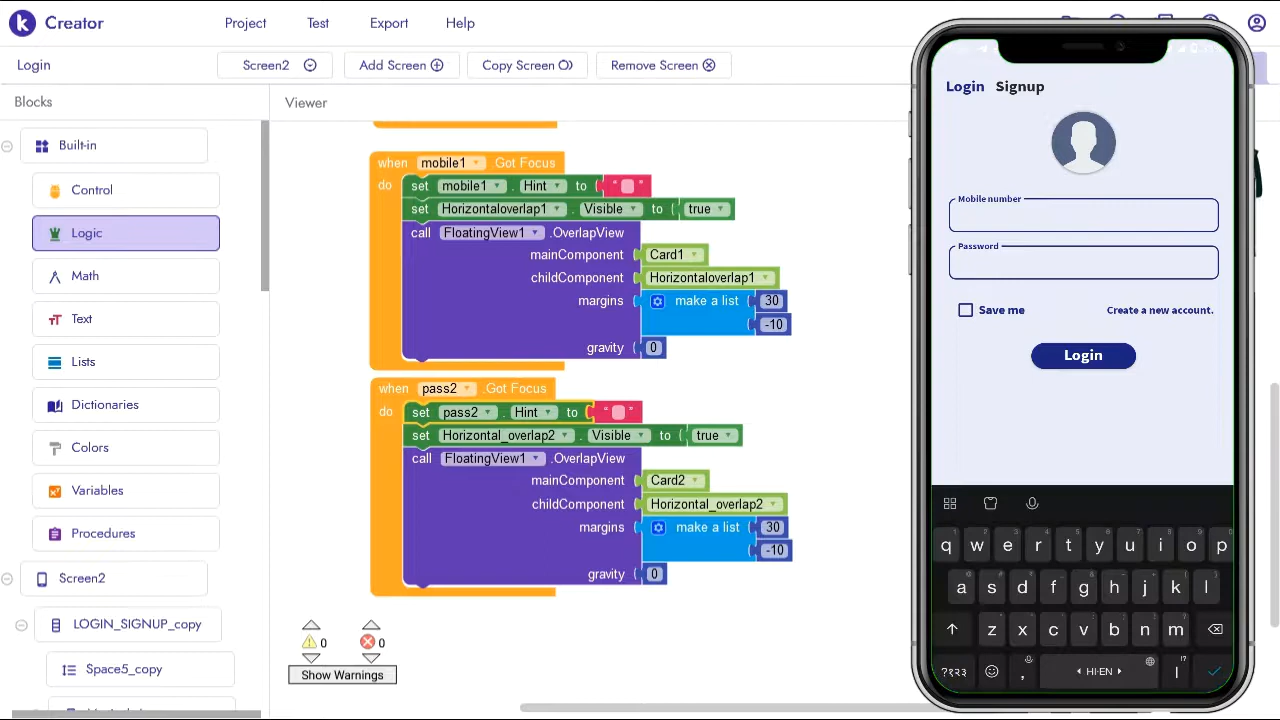 Creator
Project
Test
Export
Help
Login
Screen2
Add Screen
Copy Screen
Remove Screen
Blocks
Viewer
Built-in
Control
Logic
Math
Text
Lists
Dictionaries
Colors
Variables
Procedures
Screen2
LOGIN_SIGNUP_copy
Space5_copy
when mobile1 .Got Focus
do set mobile1 . Hint to " "
set Horizontaloverlap1 . Visible to true
call FloatingView1 .OverlapView
mainComponent Card1
childComponent Horizontaloverlap1
margins make a list 30
-10
gravity 0
when pass2 .Got Focus
do set pass2 . Hint to " "
set Horizontal_overlap2 . Visible to true
call FloatingView1 .OverlapView
mainComponent Card2
childComponent Horizontal_overlap2
margins make a list 30
-10
gravity 0
0 0
Show Warnings
Login Signup
Mobile number
Password
Save me
Create a new account.
Login
q w e r t y u i o p
a s d f g h j k l
z x c v b n m
?१२३ , HI·EN ।